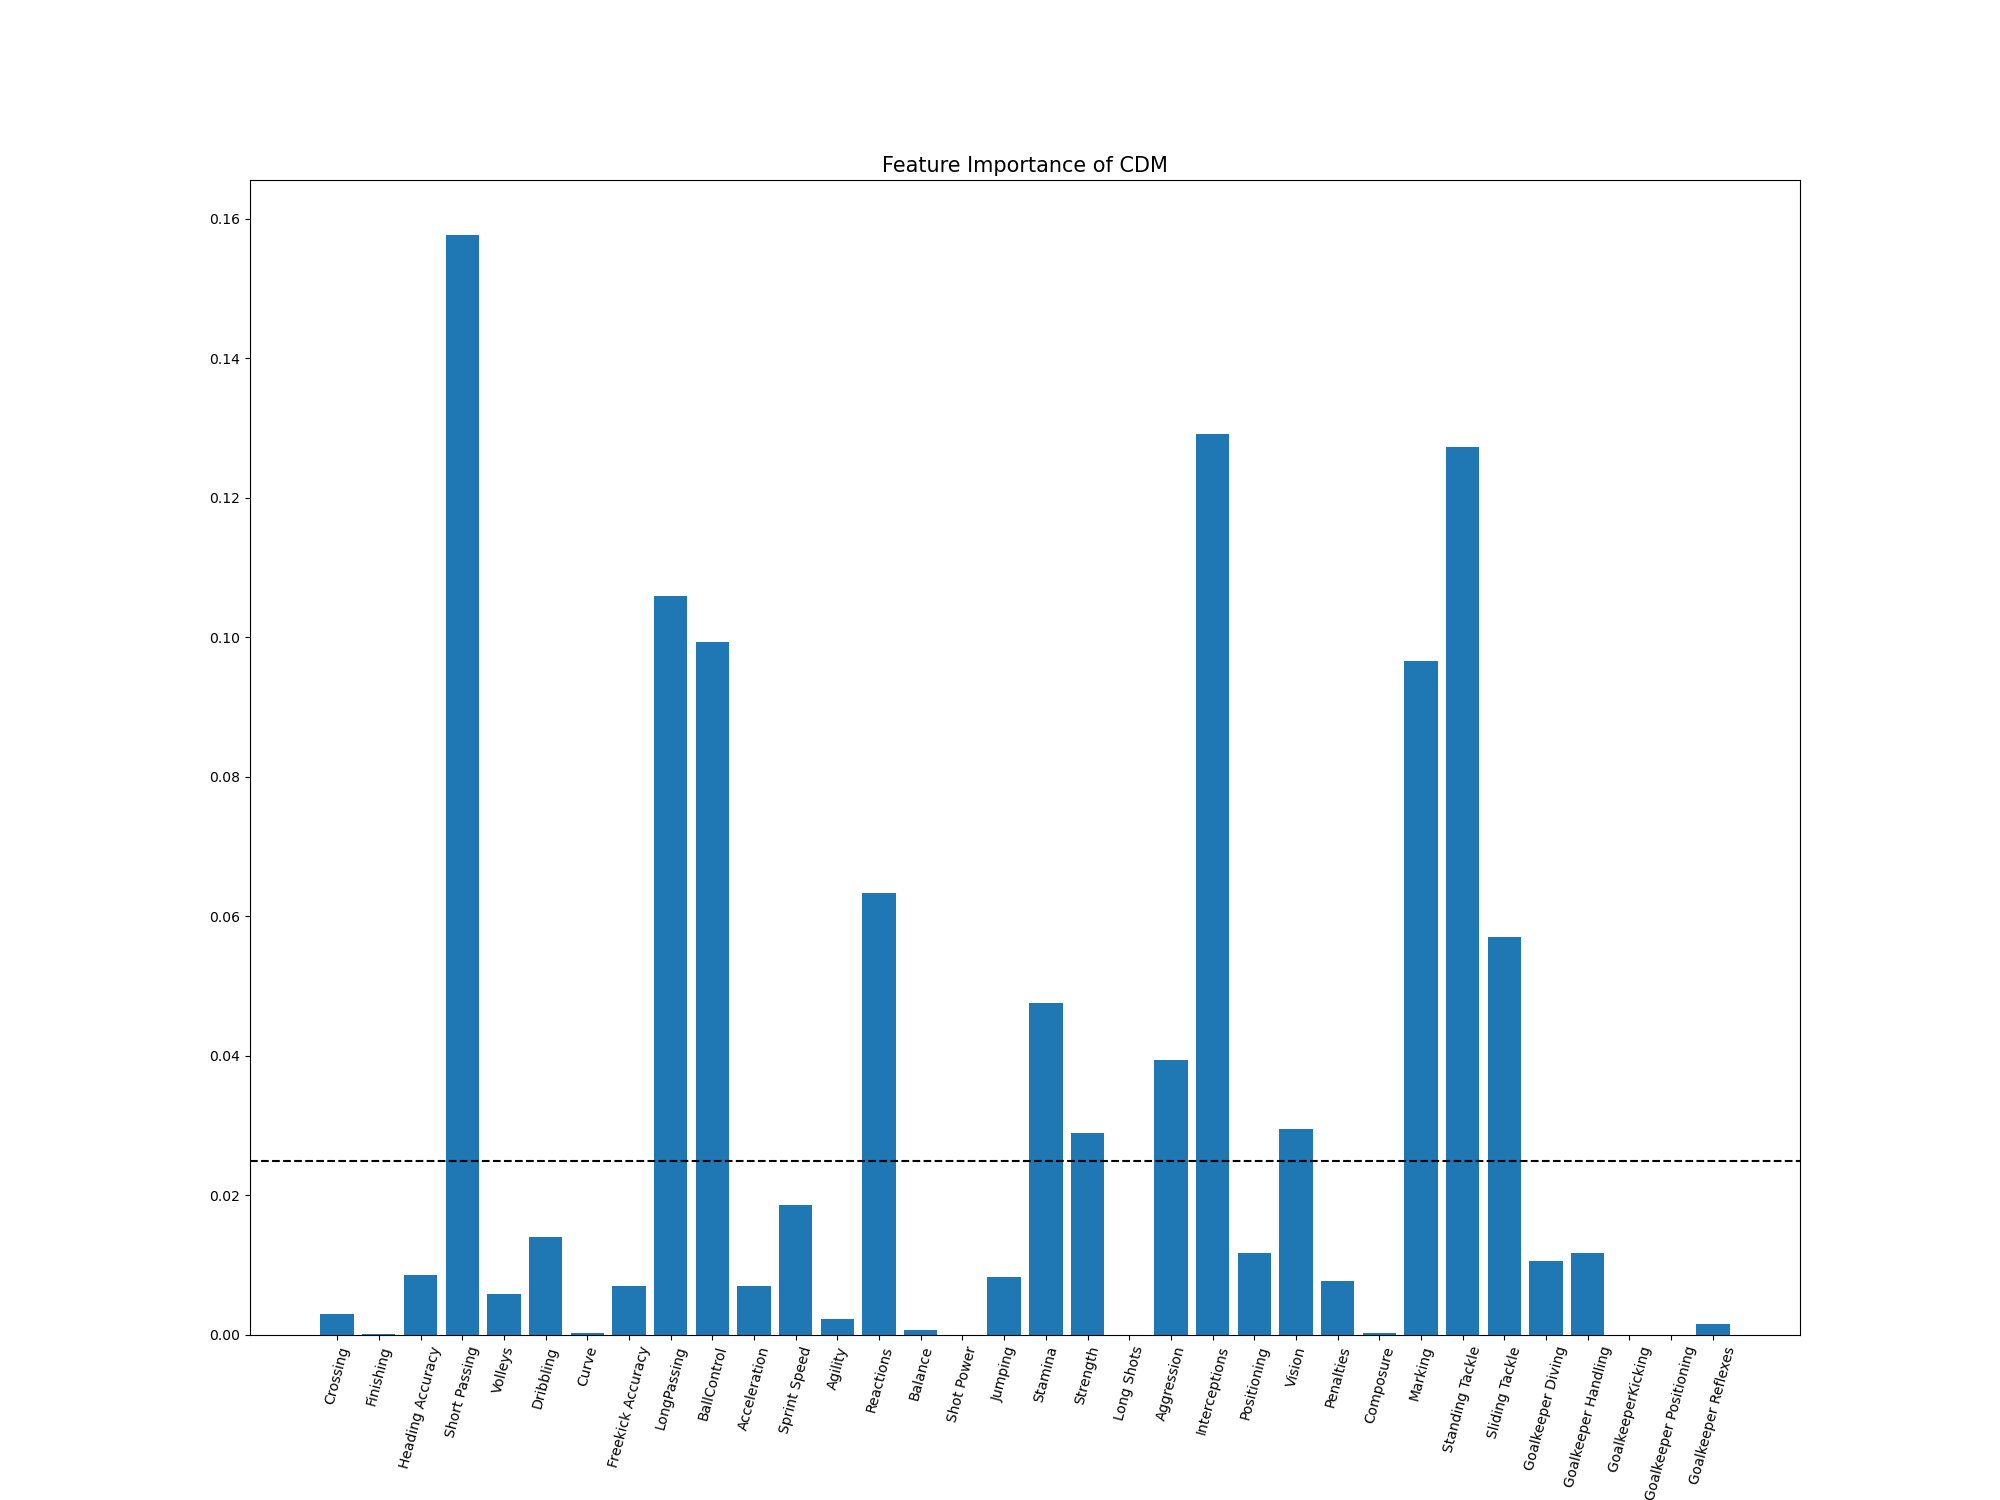 Feature Importance of CDM
0.16
0.14
0.12
0.10
0.08
0.06
0.04
0.02
0.00
Crossing
Finishing
Heading Accuracy
Short Passing
Volleys
Dribbling
Curve
Freekick Accuracy
LongPassing
BallControl
Acceleration
Sprint Speed
Agility
Reactions
Balance
Shot Power
Jumping
Stamina
Strength
Long Shots
Aggression
Interceptions
Positioning
Vision
Penalties
Composure
Marking
Standing Tackle
Sliding Tackle
Goalkeeper Diving
Goalkeeper Handling
GoalkeeperKicking
Goalkeeper Positioning
Goalkeeper Reflexes